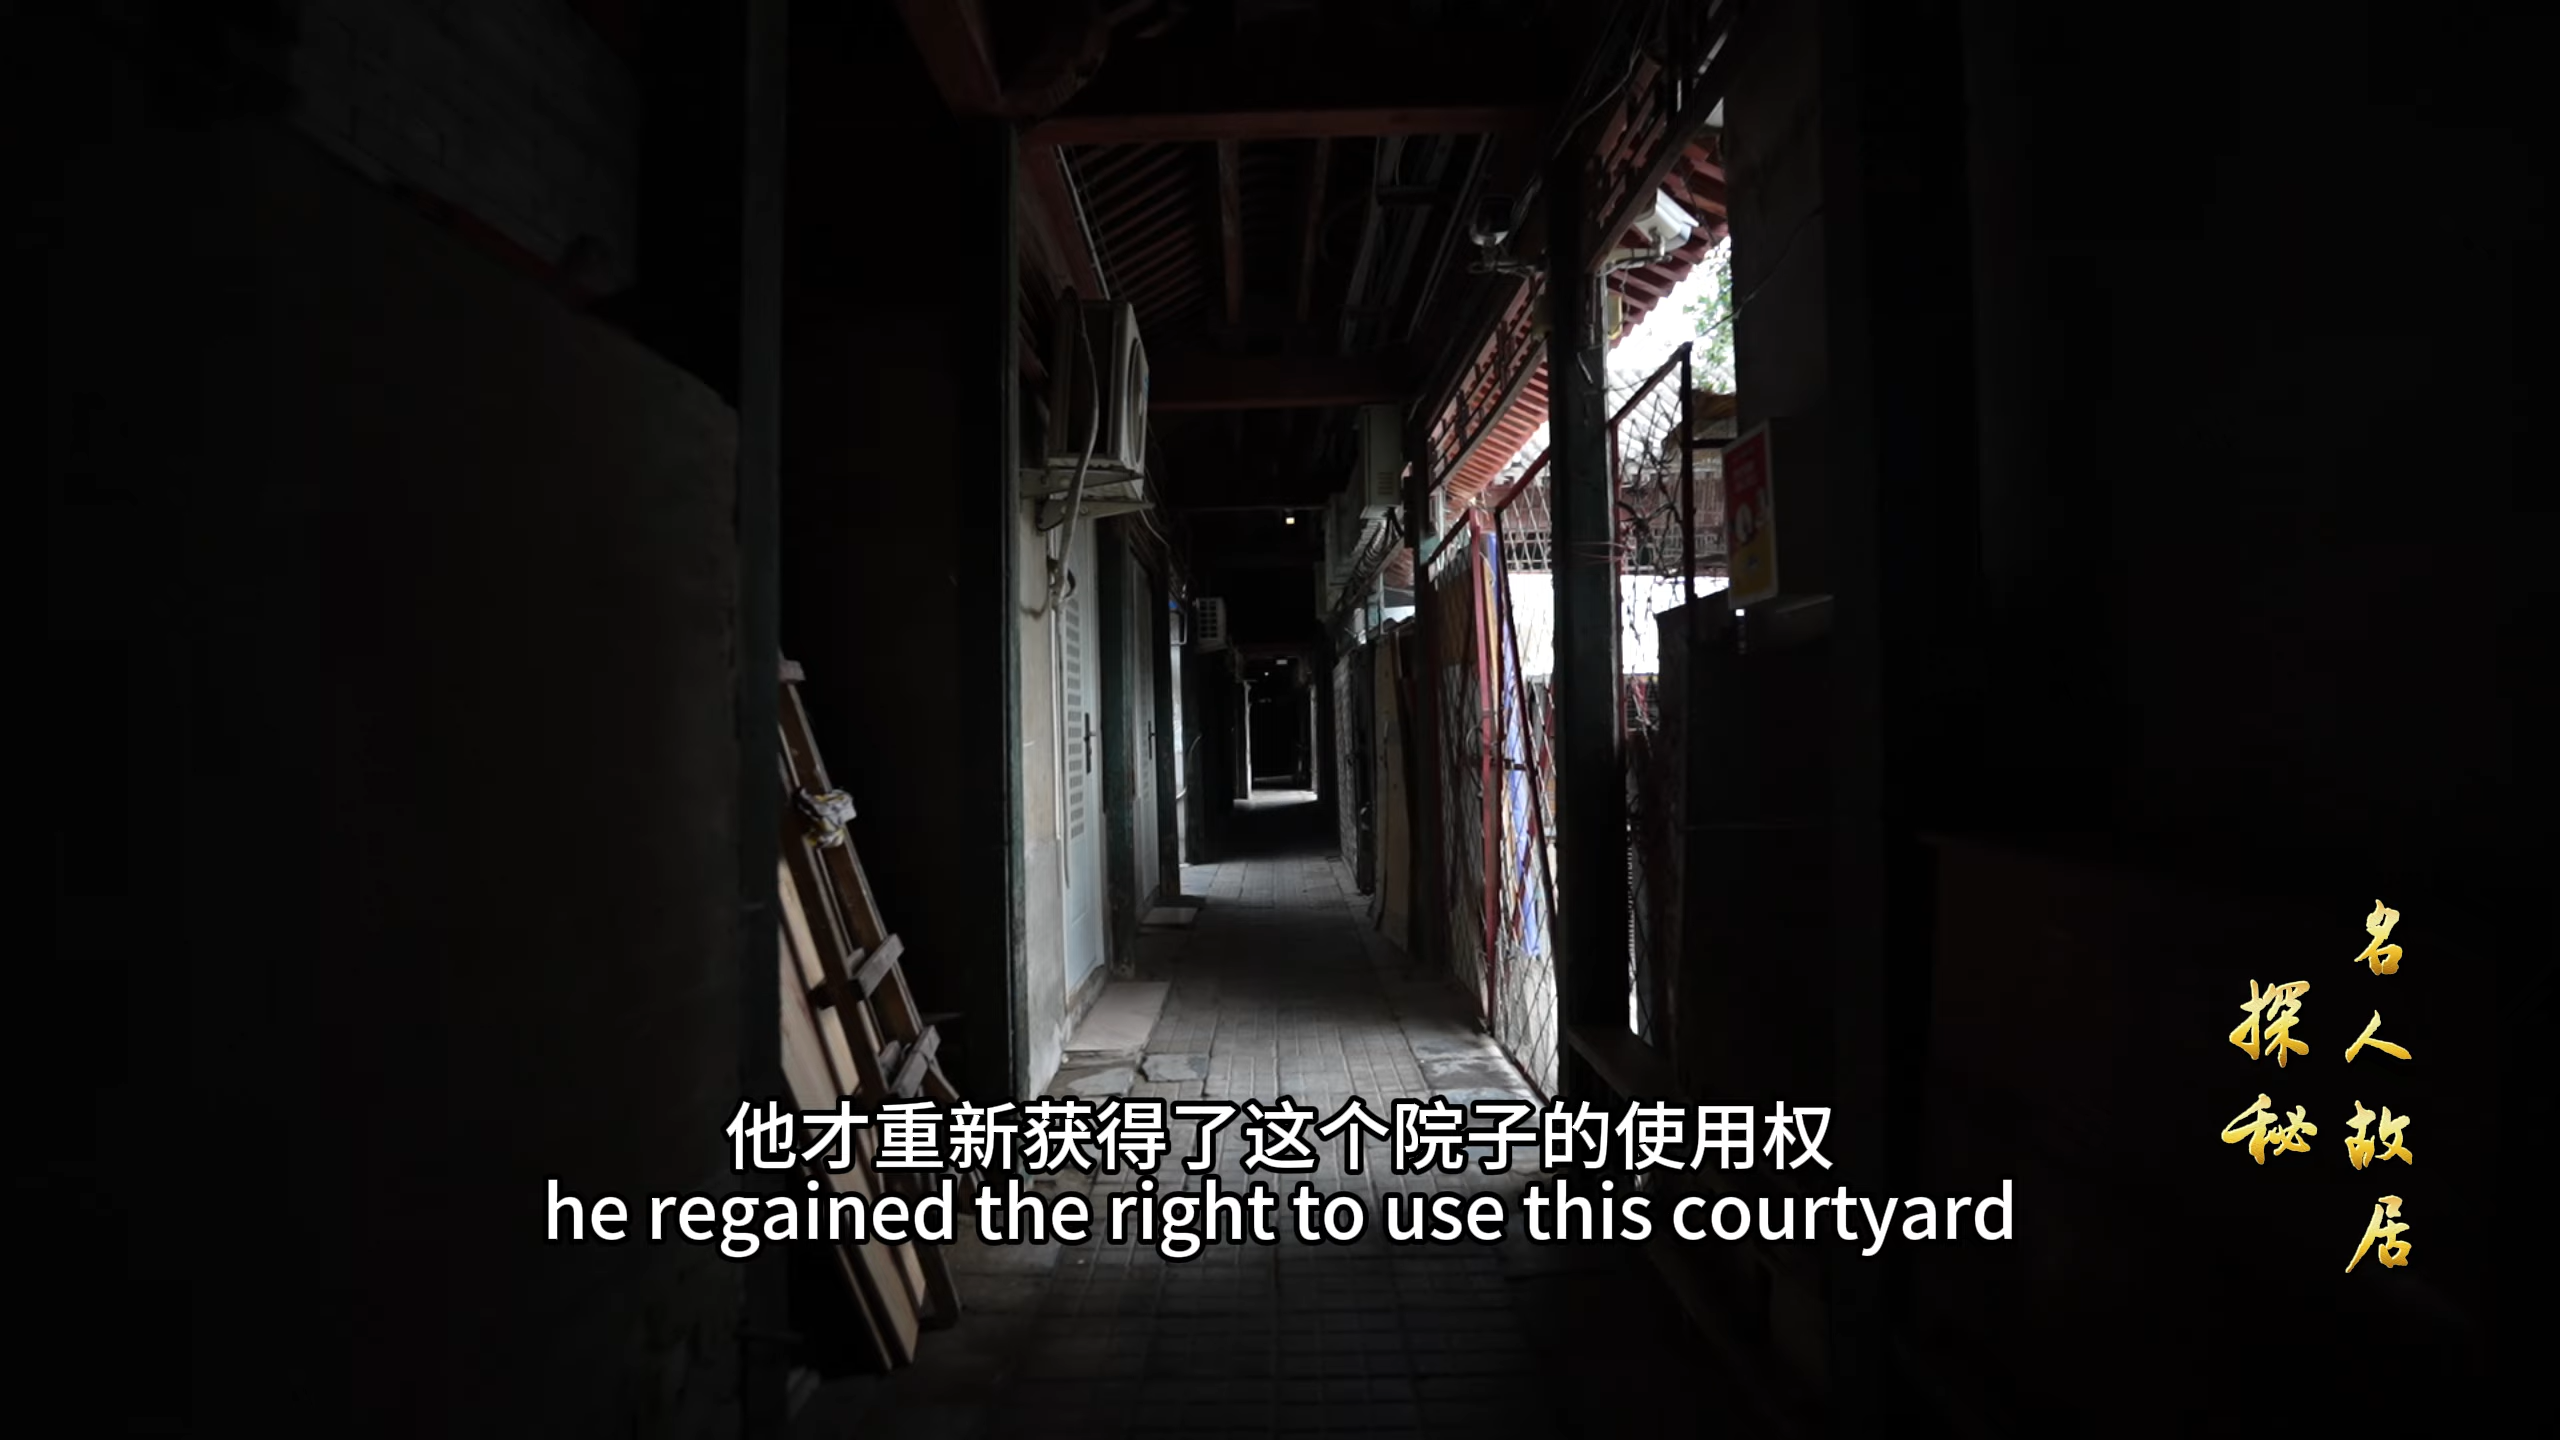 他才重新获得了这个院子的使用权
he regained the right to use this courtyard
名人故居
探秘